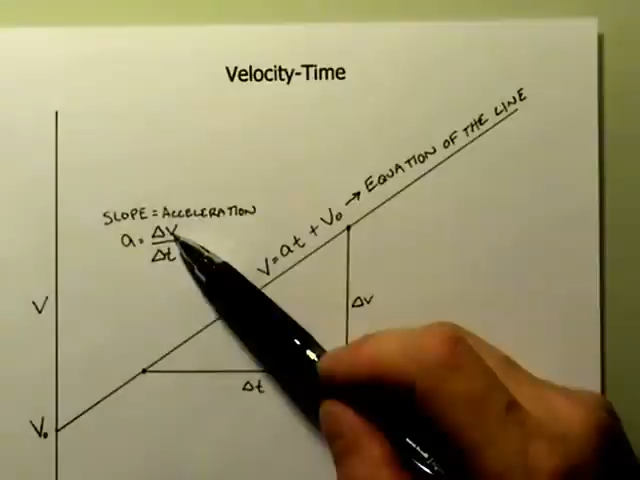 Velocity-Time
V = at + V₀ → EQUATION OF THE LINE
SLOPE = ACCELERATION
a = ΔV
Δt
V
ΔV
Δt
V₀